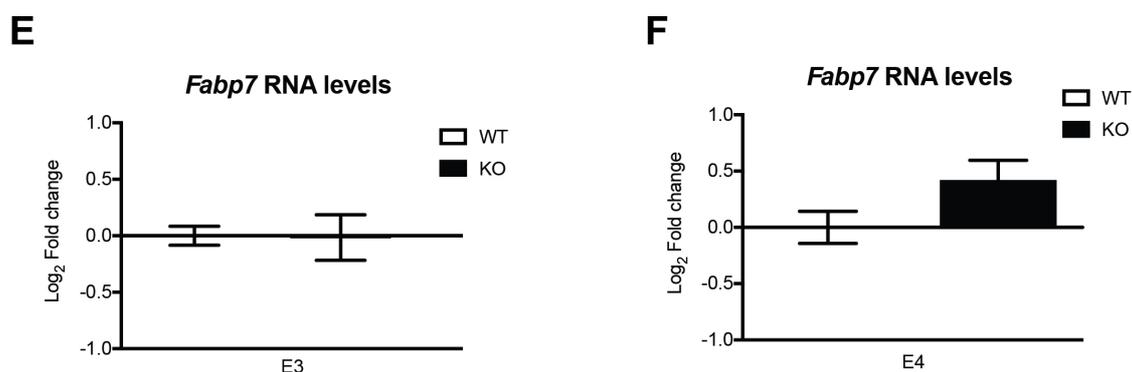 E
Fabp7 RNA levels
WT
KO
1.0
0.5
0.0
-0.5
-1.0
Log2 Fold change
E3
F
Fabp7 RNA levels
WT
KO
1.0
0.5
0.0
-0.5
-1.0
Log2 Fold change
E4